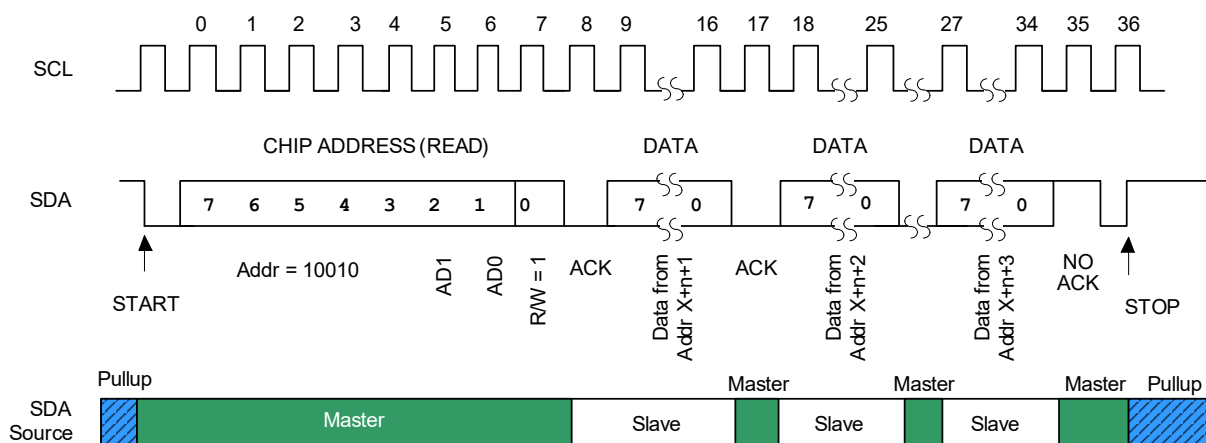 0 1 2 3 4 5 6 7 8 9 16 17 18 25 27 34 35 36
SCL
CHIP ADDRESS (READ) DATA DATA DATA
SDA
7 6 5 4 3 2 1 0 7 0 7 0 7 0
START
Addr = 10010
AD1
AD0
R/W = 1
ACK
Data from
Addr X+n+1
ACK
Data from
Addr X+n+2
Data from
Addr X+n+3
NO
ACK
STOP
Pullup Master Master Master Pullup
SDA
Source
Master Slave Slave Slave